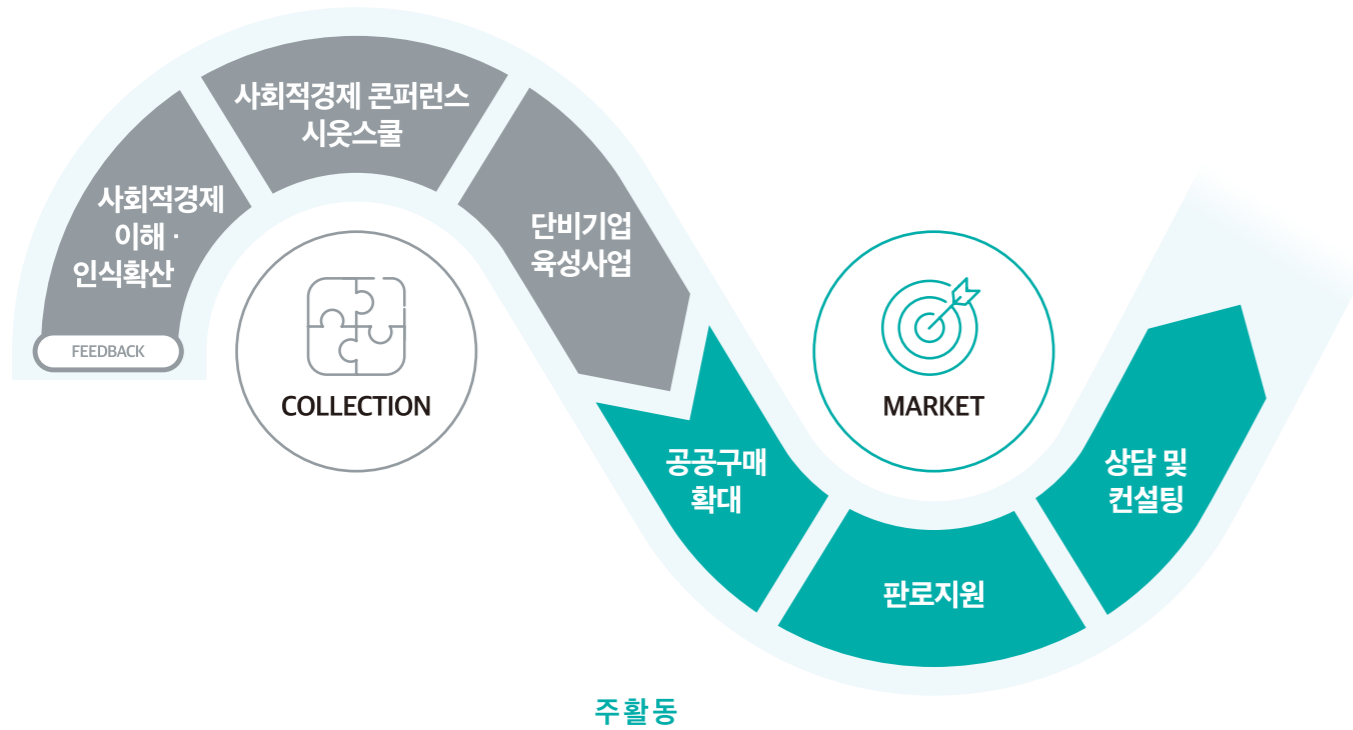 사회적경제 콘퍼런스
시옷스쿨
사회적경제
이해 ·
인식확산
FEEDBACK
단비기업
육성사업
COLLECTION
공공구매
확대
MARKET
판로지원
상담 및
컨설팅
주활동